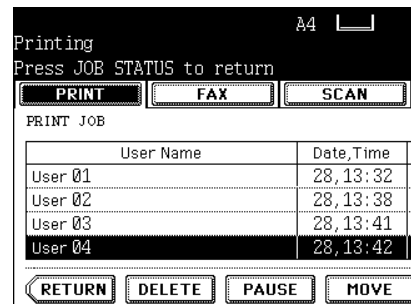 A4
Printing
Press JOB STATUS to return
PRINT FAX SCAN
PRINT JOB
User Name Date,Time
User 01 28,13:32
User 02 28,13:38
User 03 28,13:41
User 04 28,13:42
RETURN DELETE PAUSE MOVE